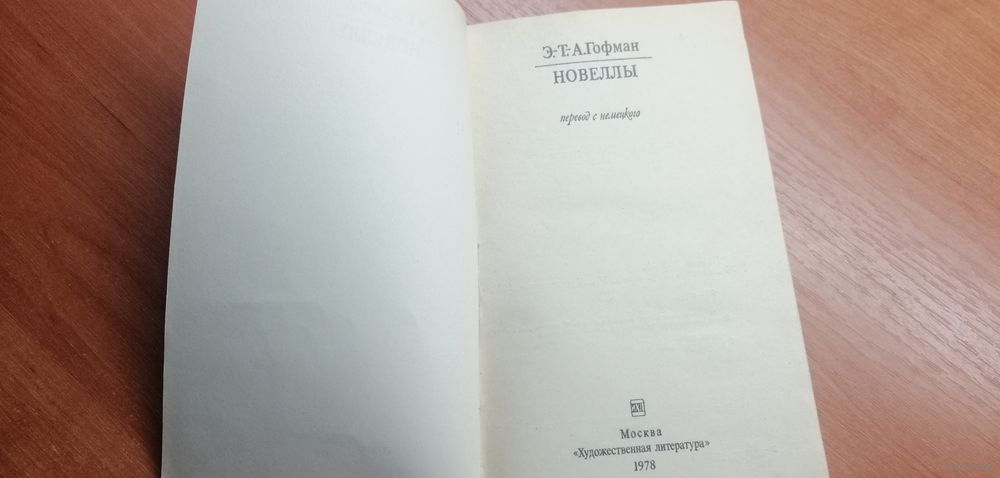 Э.-Т.-А.Гофман
НОВЕЛЛЫ
перевод с немецкого
Москва
«Художественная литература»
1978